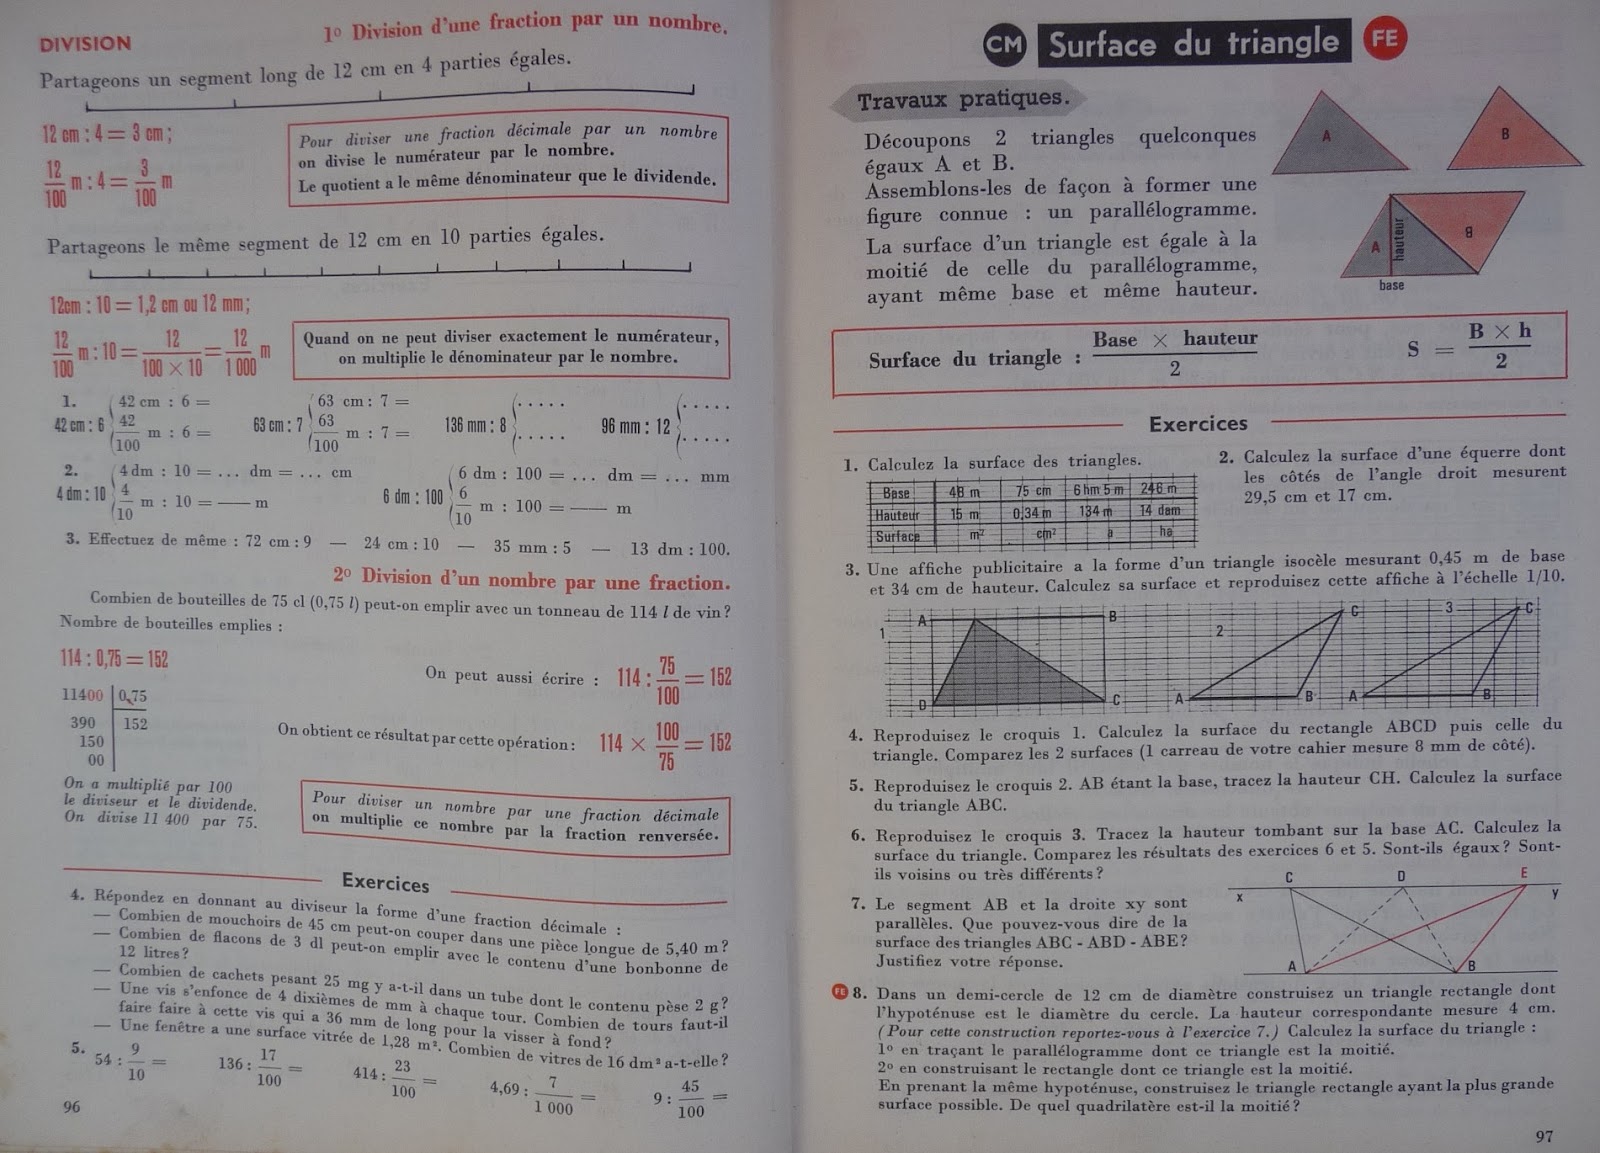 DIVISION
1º Division d'une fraction par un nombre.
Partageons un segment long de 12 cm en 4 parties égales.
12 cm : 4 = 3 cm ;
12/100 m : 4 = 3/100 m
Pour diviser une fraction décimale par un nombre
on divise le numérateur par le nombre.
Le quotient a le même dénominateur que le dividende.
Partageons le même segment de 12 cm en 10 parties égales.
12cm : 10 = 1,2 cm ou 12 mm ;
12/100 m : 10 = 12/100 × 10 = 12/1 000 m
Quand on ne peut diviser exactement le numérateur,
on multiplie le dénominateur par le nombre.
1.
42 cm : 6 { 42 cm : 6 =
42/100 m : 6 =
63 cm : 7 { 63 cm : 7 =
63/100 m : 7 =
136 mm : 8 { . . . . .
. . . . .
96 mm : 12 { . . . . .
. . . . .
2.
4 dm : 10 { 4 dm : 10 = ... dm = ... cm
4/10 m : 10 = —— m
6 dm : 100 { 6 dm : 100 = ... dm = ... mm
6/10 m : 100 = —— m
3. Effectuez de même : 72 cm : 9 — 24 cm : 10 — 35 mm : 5 — 13 dm : 100.
2º Division d'un nombre par une fraction.
Combien de bouteilles de 75 cl (0,75 l) peut-on emplir avec un tonneau de 114 l de vin ?
Nombre de bouteilles emplies :
114 : 0,75 = 152
11400 | 0,75
390 | 152
150
00
On peut aussi écrire : 114 : 75/100 = 152
On obtient ce résultat par cette opération : 114 × 100/75 = 152
On a multiplié par 100
le diviseur et le dividende.
On divise 11 400 par 75.
Pour diviser un nombre par une fraction décimale
on multiplie ce nombre par la fraction renversée.
Exercices
4. Répondez en donnant au diviseur la forme d'une fraction décimale :
— Combien de mouchoirs de 45 cm peut-on couper dans une pièce longue de 5,40 m ?
— Combien de flacons de 3 dl peut-on emplir avec le contenu d'une bonbonne de
12 litres ?
— Combien de cachets pesant 25 mg y a-t-il dans un tube dont le contenu pèse 2 g ?
— Une vis s'enfonce de 4 dixièmes de mm à chaque tour. Combien de tours faut-il
faire faire à cette vis qui a 36 mm de long pour la visser à fond ?
— Une fenêtre a une surface vitrée de 1,28 m². Combien de vitres de 16 dm² a-t-elle ?
5. 54 : 9/10 = 136 : 17/100 = 414 : 23/100 = 4,69 : 7/1 000 = 9 : 45/100 =
96
CM Surface du triangle FE
Travaux pratiques.
Découpons 2 triangles quelconques
égaux A et B.
Assemblons-les de façon à former une
figure connue : un parallélogramme.
La surface d'un triangle est égale à la
moitié de celle du parallélogramme,
ayant même base et même hauteur.
A
B
A
hauteur
B
base
Surface du triangle : Base × hauteur/2 S = B × h/2
Exercices
1. Calculez la surface des triangles.
Base 48 m 75 cm 6 hm 5 m 248 m
Hauteur 15 m 0,34 m 134 m 14 dam
Surface m² cm² a ha
2. Calculez la surface d'une équerre dont
les côtés de l'angle droit mesurent
29,5 cm et 17 cm.
3. Une affiche publicitaire a la forme d'un triangle isocèle mesurant 0,45 m de base
et 34 cm de hauteur. Calculez sa surface et reproduisez cette affiche à l'échelle 1/10.
1 A B D C
2 A B C
3 A B C
4. Reproduisez le croquis 1. Calculez la surface du rectangle ABCD puis celle du
triangle. Comparez les 2 surfaces (1 carreau de votre cahier mesure 8 mm de côté).
5. Reproduisez le croquis 2. AB étant la base, tracez la hauteur CH. Calculez la surface
du triangle ABC.
6. Reproduisez le croquis 3. Tracez la hauteur tombant sur la base AC. Calculez la
surface du triangle. Comparez les résultats des exercices 6 et 5. Sont-ils égaux ? Sont-
ils voisins ou très différents ?
7. Le segment AB et la droite xy sont
parallèles. Que pouvez-vous dire de la
surface des triangles ABC - ABD - ABE ?
Justifiez votre réponse.
C D E
x y
A B
FE 8. Dans un demi-cercle de 12 cm de diamètre construisez un triangle rectangle dont
l'hypoténuse est le diamètre du cercle. La hauteur correspondante mesure 4 cm.
(Pour cette construction reportez-vous à l'exercice 7.) Calculez la surface du triangle :
1º en traçant le parallélogramme dont ce triangle est la moitié.
2º en construisant le rectangle dont ce triangle est la moitié.
En prenant la même hypoténuse, construisez le triangle rectangle ayant la plus grande
surface possible. De quel quadrilatère est-il la moitié ?
97